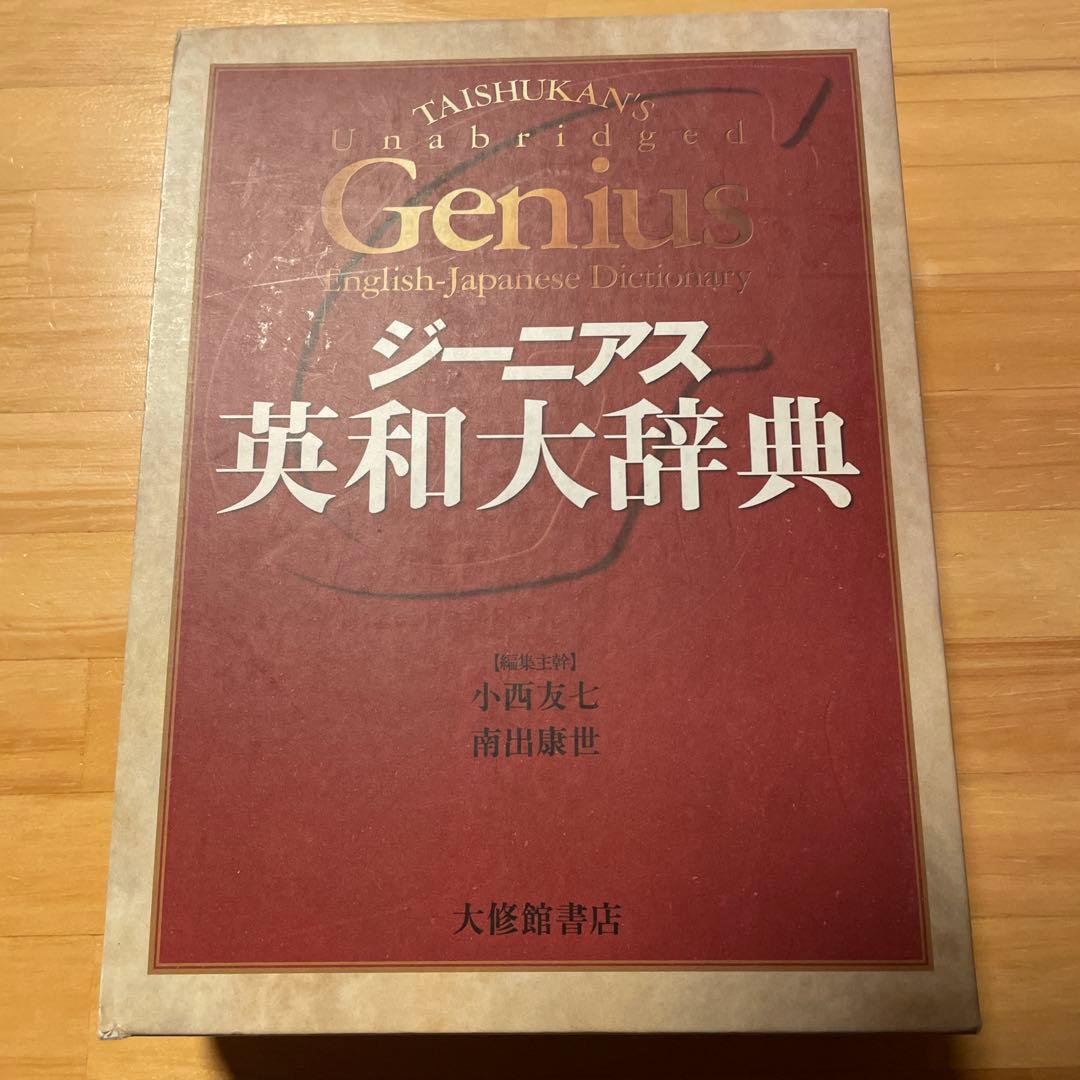 TAISHUKAN's
Unabridged
Genius
English-Japanese Dictionary
ジーニアス
英和大辞典
【編集主幹】
小西友七
南出康世
大修館書店